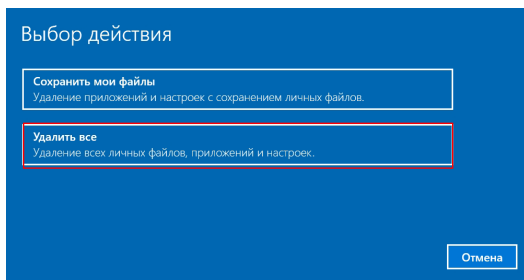 Выбор действия
Сохранить мои файлы
Удаление приложений и настроек с сохранением личных файлов.
Удалить все
Удаление всех личных файлов, приложений и настроек.
Отмена